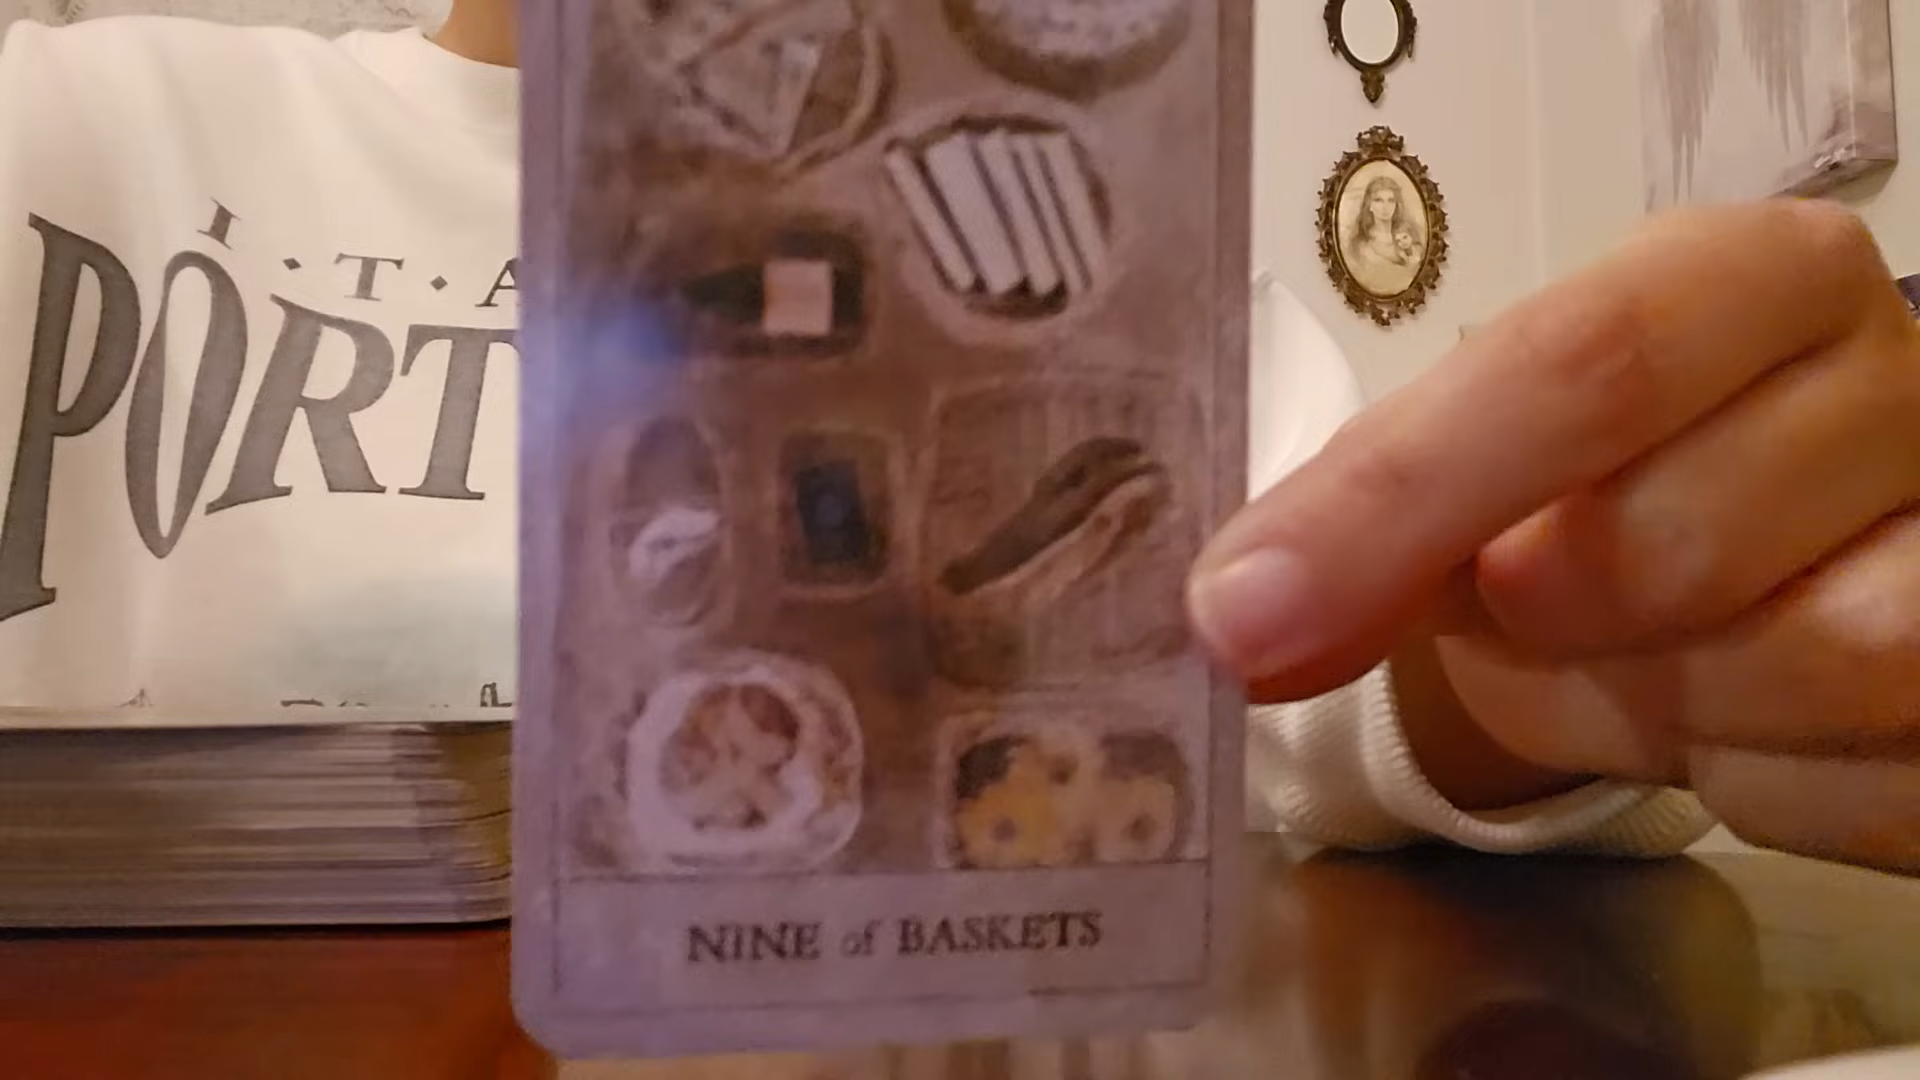 I · T · A
PORT
NINE of BASKETS